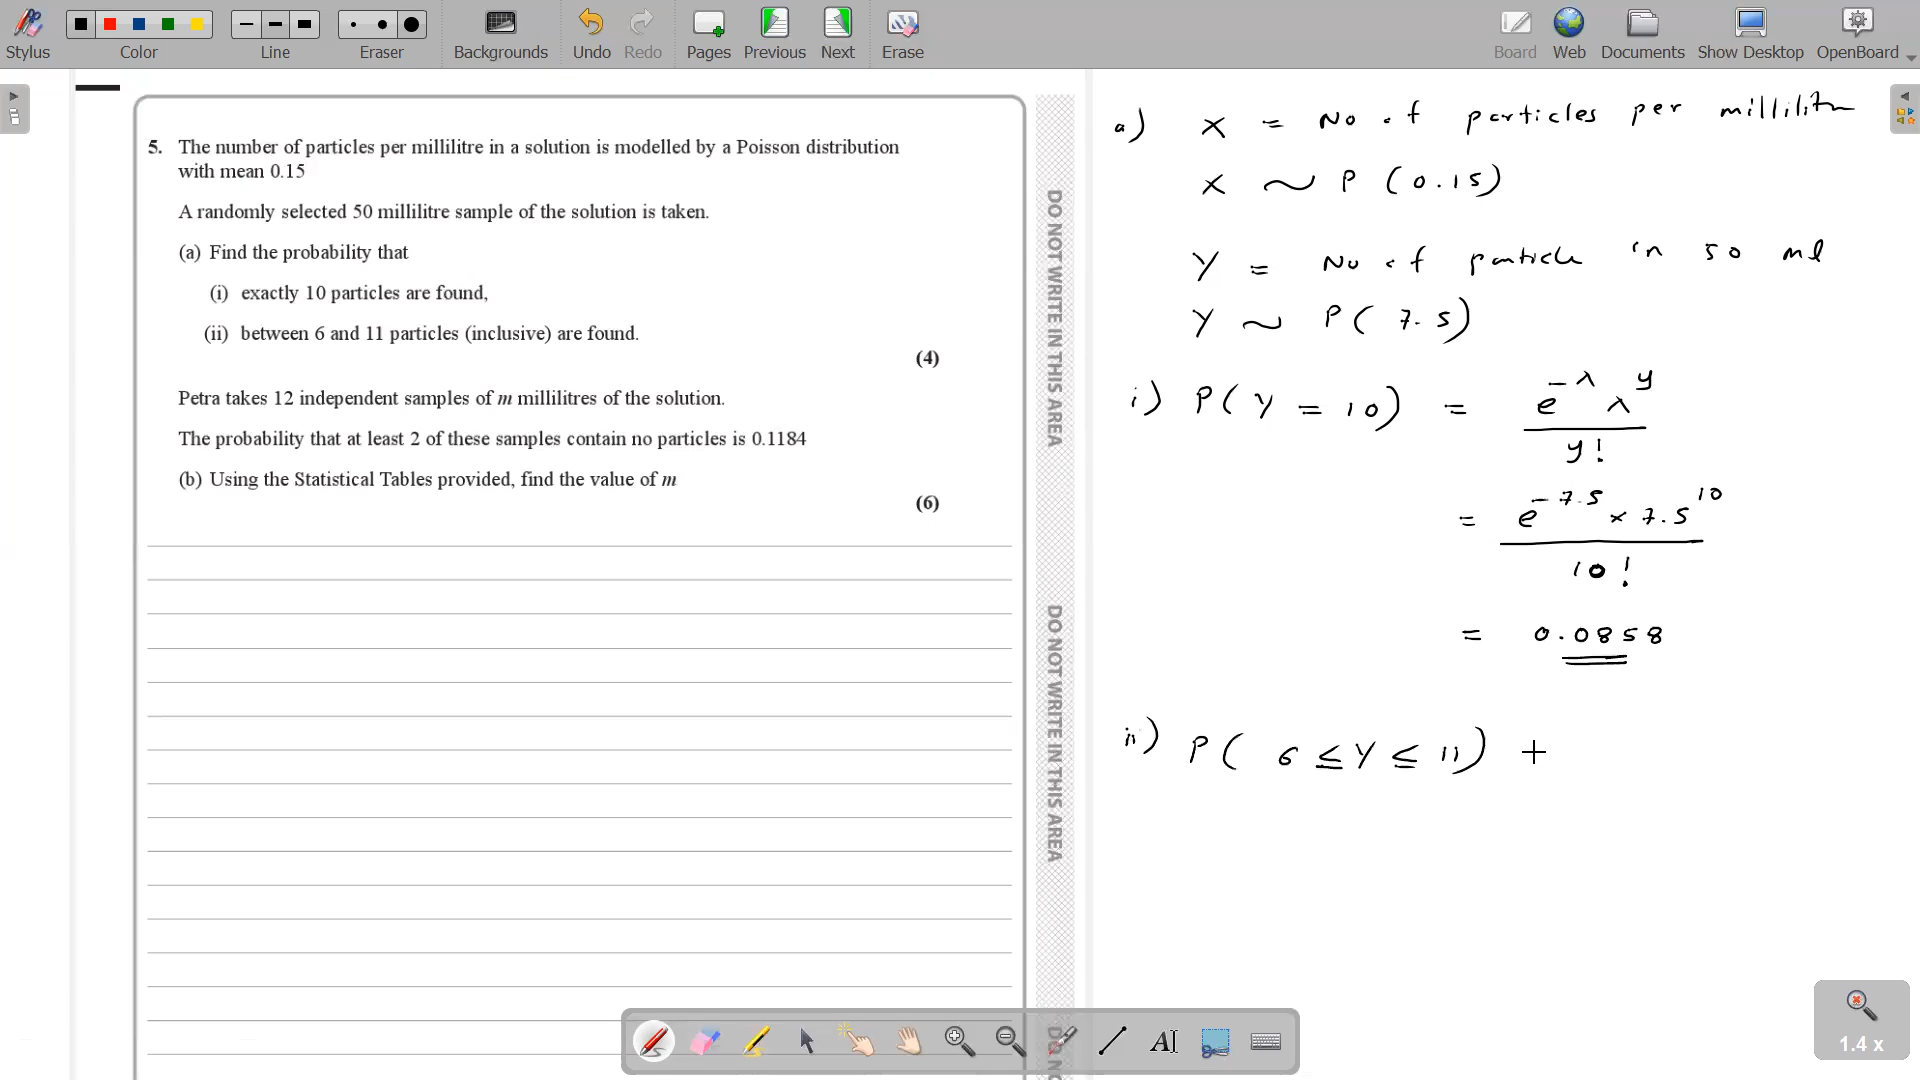 Stylus
Color
Line
Eraser
Backgrounds
Undo
Redo
Pages
Previous
Next
Erase
Board
Web
Documents
Show Desktop
OpenBoard
5. The number of particles per millilitre in a solution is modelled by a Poisson distribution
with mean 0.15
A randomly selected 50 millilitre sample of the solution is taken.
(a) Find the probability that
(i) exactly 10 particles are found,
(ii) between 6 and 11 particles (inclusive) are found.
(4)
Petra takes 12 independent samples of m millilitres of the solution.
The probability that at least 2 of these samples contain no particles is 0.1184
(b) Using the Statistical Tables provided, find the value of m
(6)
DO NOT WRITE IN THIS AREA
DO NOT WRITE IN THIS AREA
DO NO
a) X = No of particles per millilitre
X ~ P (0.15)
Y = No of particle in 50 ml
Y ~ P( 7.5)
i) P( Y = 10) = e^-λ λ^y / y!
= e^-7.5 × 7.5^10 / 10!
= 0.0858
ii) P( 6 ≤ Y ≤ 11)
AI
1.4 x